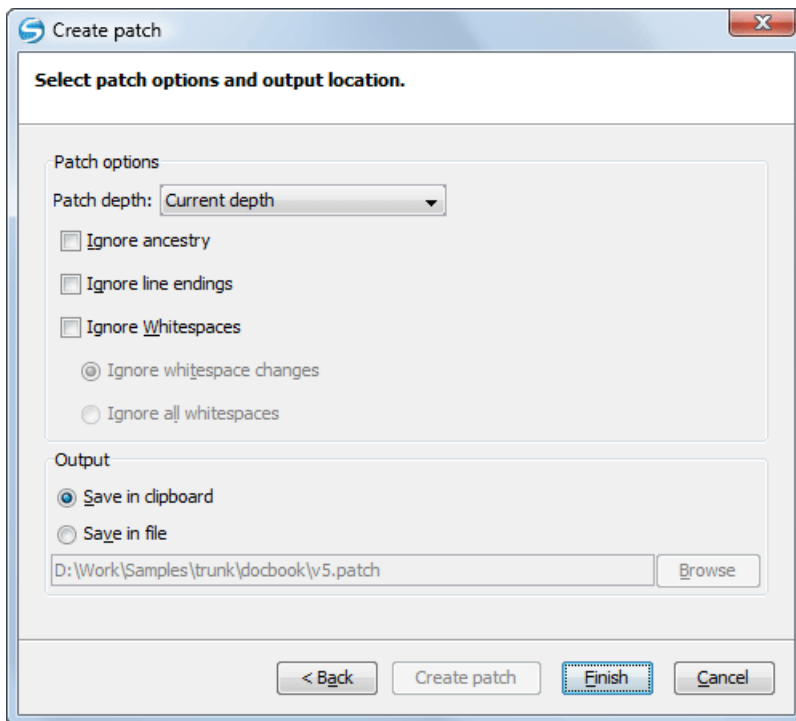 Create patch
Select patch options and output location.
Patch options
Patch depth: Current depth
Ignore ancestry
Ignore line endings
Ignore Whitespaces
Ignore whitespace changes
Ignore all whitespaces
Output
Save in clipboard
Save in file
D:\Work\Samples\trunk\docbook\v5.patch Browse
< Back Create patch Finish Cancel